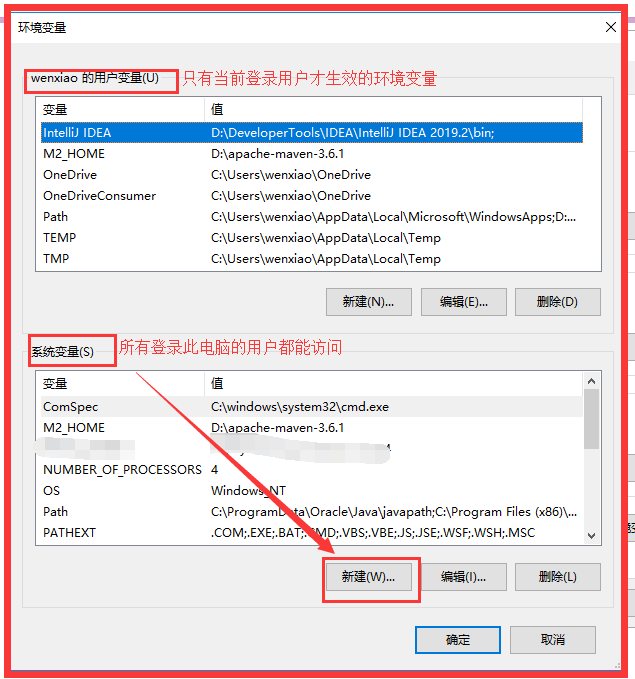 环境变量
wenxiao 的用户变量(U)
只有当前登录用户才生效的环境变量
变量 值
IntelliJ IDEA D:\DeveloperTools\IDEA\IntelliJ IDEA 2019.2\bin;
M2_HOME D:\apache-maven-3.6.1
OneDrive C:\Users\wenxiao\OneDrive
OneDriveConsumer C:\Users\wenxiao\OneDrive
Path C:\Users\wenxiao\AppData\Local\Microsoft\WindowsApps;D:...
TEMP C:\Users\wenxiao\AppData\Local\Temp
TMP C:\Users\wenxiao\AppData\Local\Temp
新建(N)... 编辑(E)... 删除(D)
系统变量(S)
所有登录此电脑的用户都能访问
变量 值
ComSpec C:\windows\system32\cmd.exe
M2_HOME D:\apache-maven-3.6.1
NUMBER_OF_PROCESSORS 4
OS Windows_NT
Path C:\ProgramData\Oracle\Java\javapath;C:\Program Files (x86)\...
PATHEXT .COM;.EXE;.BAT;.CMD;.VBS;.VBE;.JS;.JSE;.WSF;.WSH;.MSC
新建(W)... 编辑(I)... 删除(L)
确定 取消